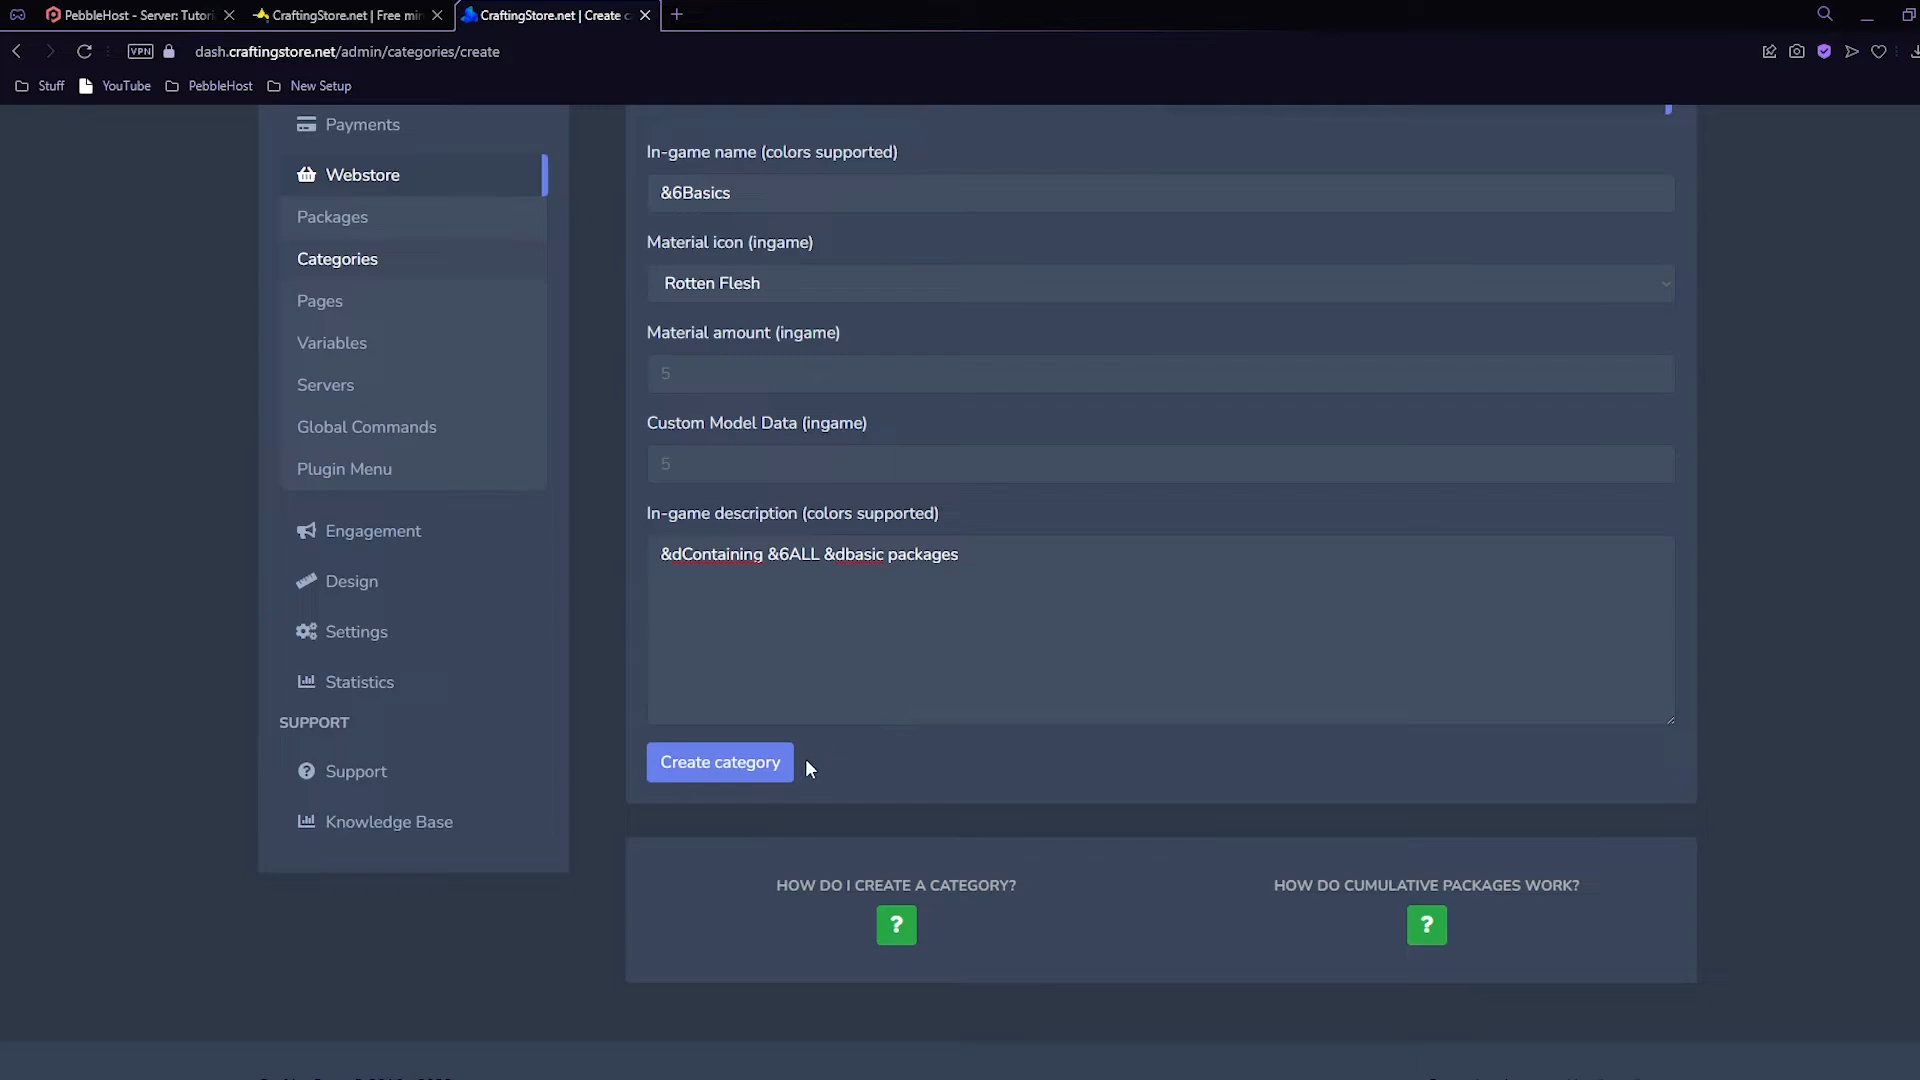 PebbleHost - Server: Tutori
CraftingStore.net | Free min
CraftingStore.net | Create c
VPN
dash.craftingstore.net/admin/categories/create
Stuff
YouTube
PebbleHost
New Setup
Payments
Webstore
Packages
Categories
Pages
Variables
Servers
Global Commands
Plugin Menu
Engagement
Design
Settings
Statistics
SUPPORT
Support
Knowledge Base
In-game name (colors supported)
&6Basics
Material icon (ingame)
Rotten Flesh
Material amount (ingame)
5
Custom Model Data (ingame)
5
In-game description (colors supported)
&dContaining &6ALL &dbasic packages
Create category
HOW DO I CREATE A CATEGORY?
?
HOW DO CUMULATIVE PACKAGES WORK?
?